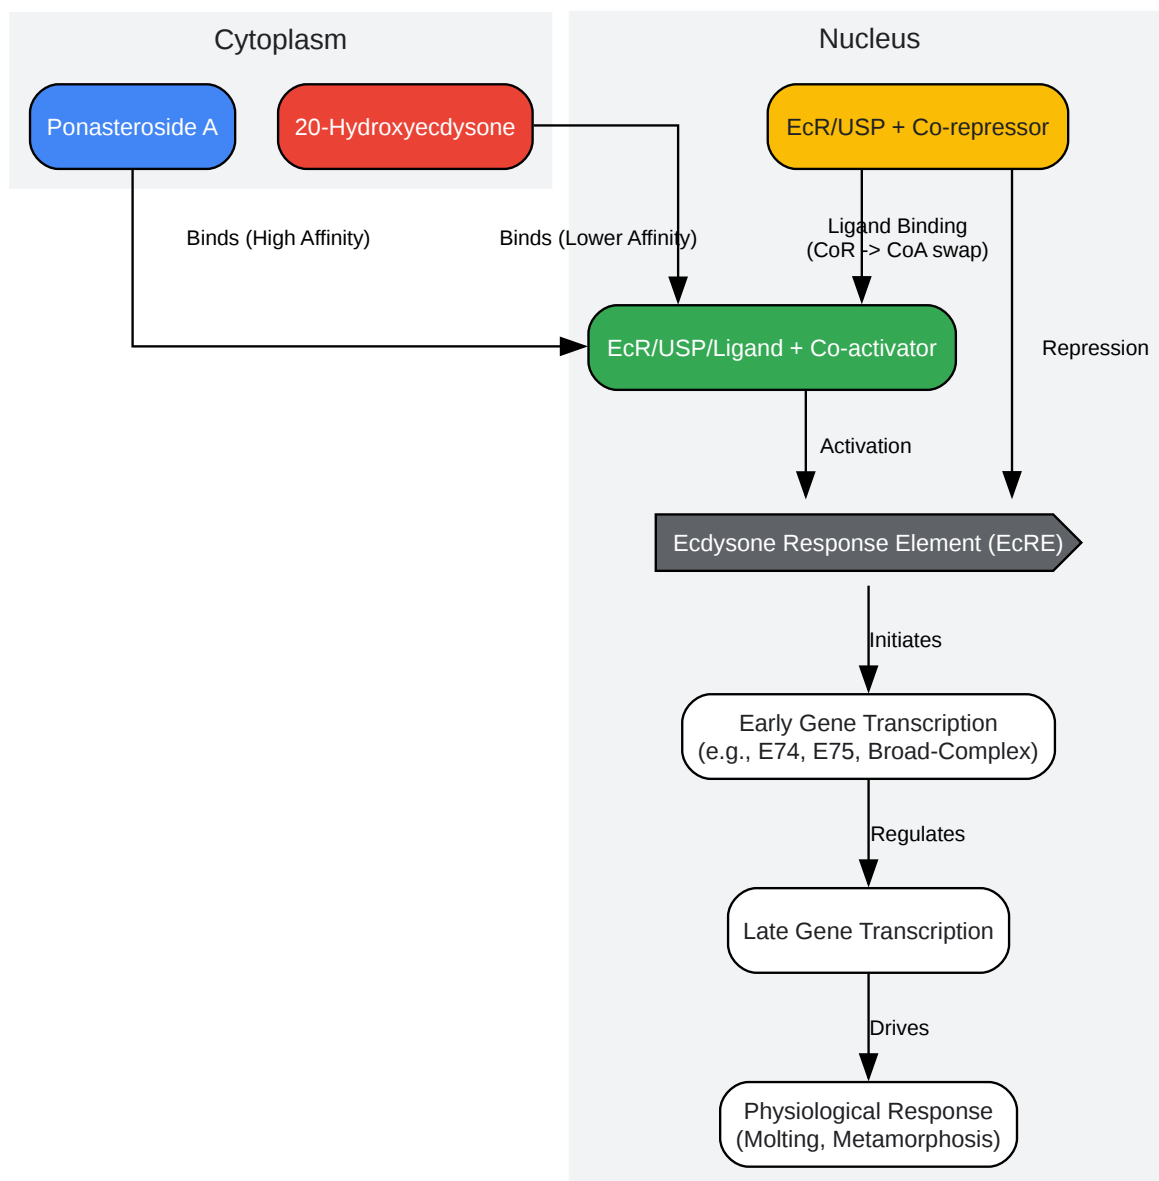 Cytoplasm
Nucleus
Ponasteroside A
20-Hydroxyecdysone
EcR/USP + Co-repressor
Binds (High Affinity)
Binds (Lower Affinity)
Ligand Binding
(CoR -> CoA swap)
EcR/USP/Ligand + Co-activator
Repression
Activation
Ecdysone Response Element (EcRE)
Initiates
Early Gene Transcription
(e.g., E74, E75, Broad-Complex)
Regulates
Late Gene Transcription
Drives
Physiological Response
(Molting, Metamorphosis)